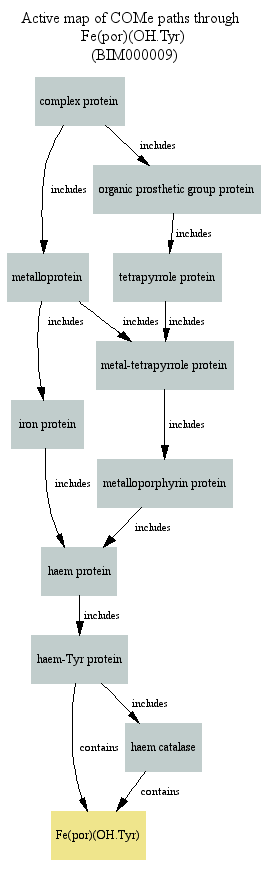 Active map of COMe paths through
Fe(por)(OH.Tyr)
(BIM000009)
complex protein
includes
includes
organic prosthetic group protein
includes
metalloprotein
tetrapyrrole protein
includes
includes
includes
metal-tetrapyrrole protein
iron protein
includes
metalloporphyrin protein
includes
includes
haem protein
includes
haem-Tyr protein
includes
haem catalase
contains
contains
Fe(por)(OH.Tyr)